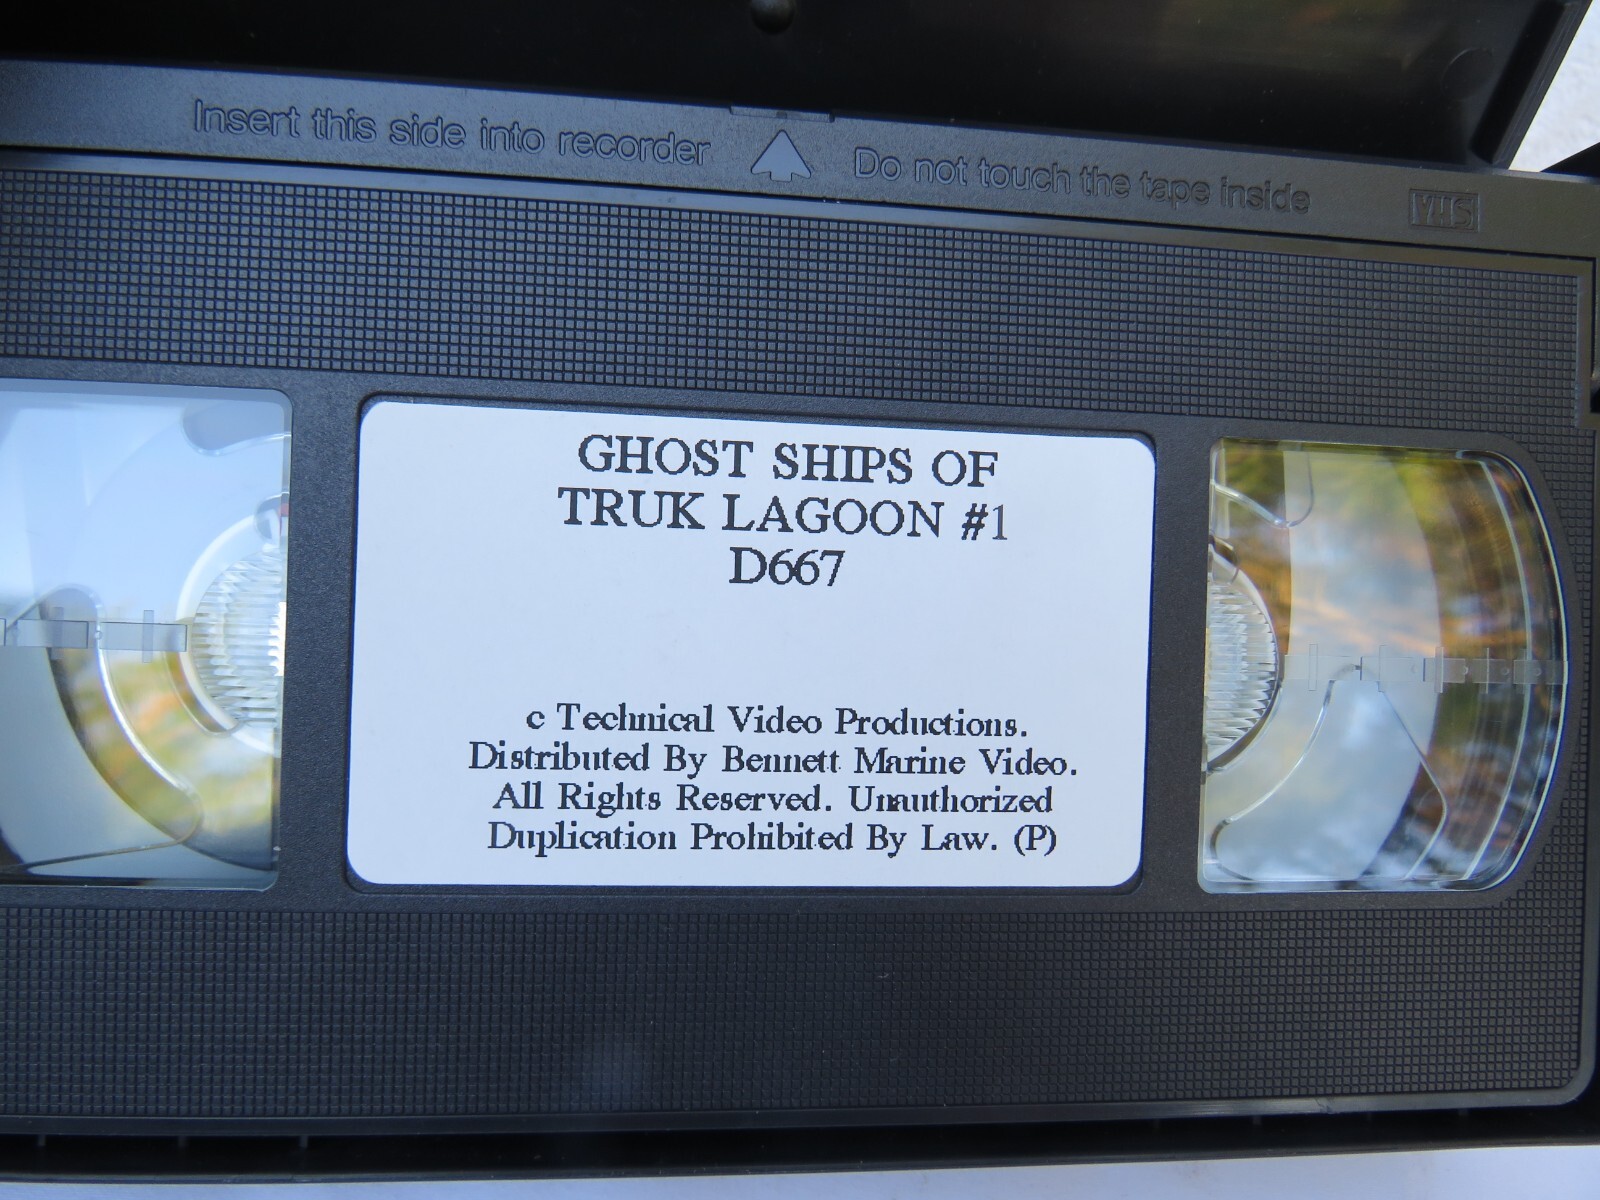 Insert this side into recorder Do not touch the tape inside VHS
GHOST SHIPS OF
TRUK LAGOON #1
D667
c Technical Video Productions.
Distributed By Bennett Marine Video.
All Rights Reserved. Unauthorized
Duplication Prohibited By Law. (P)